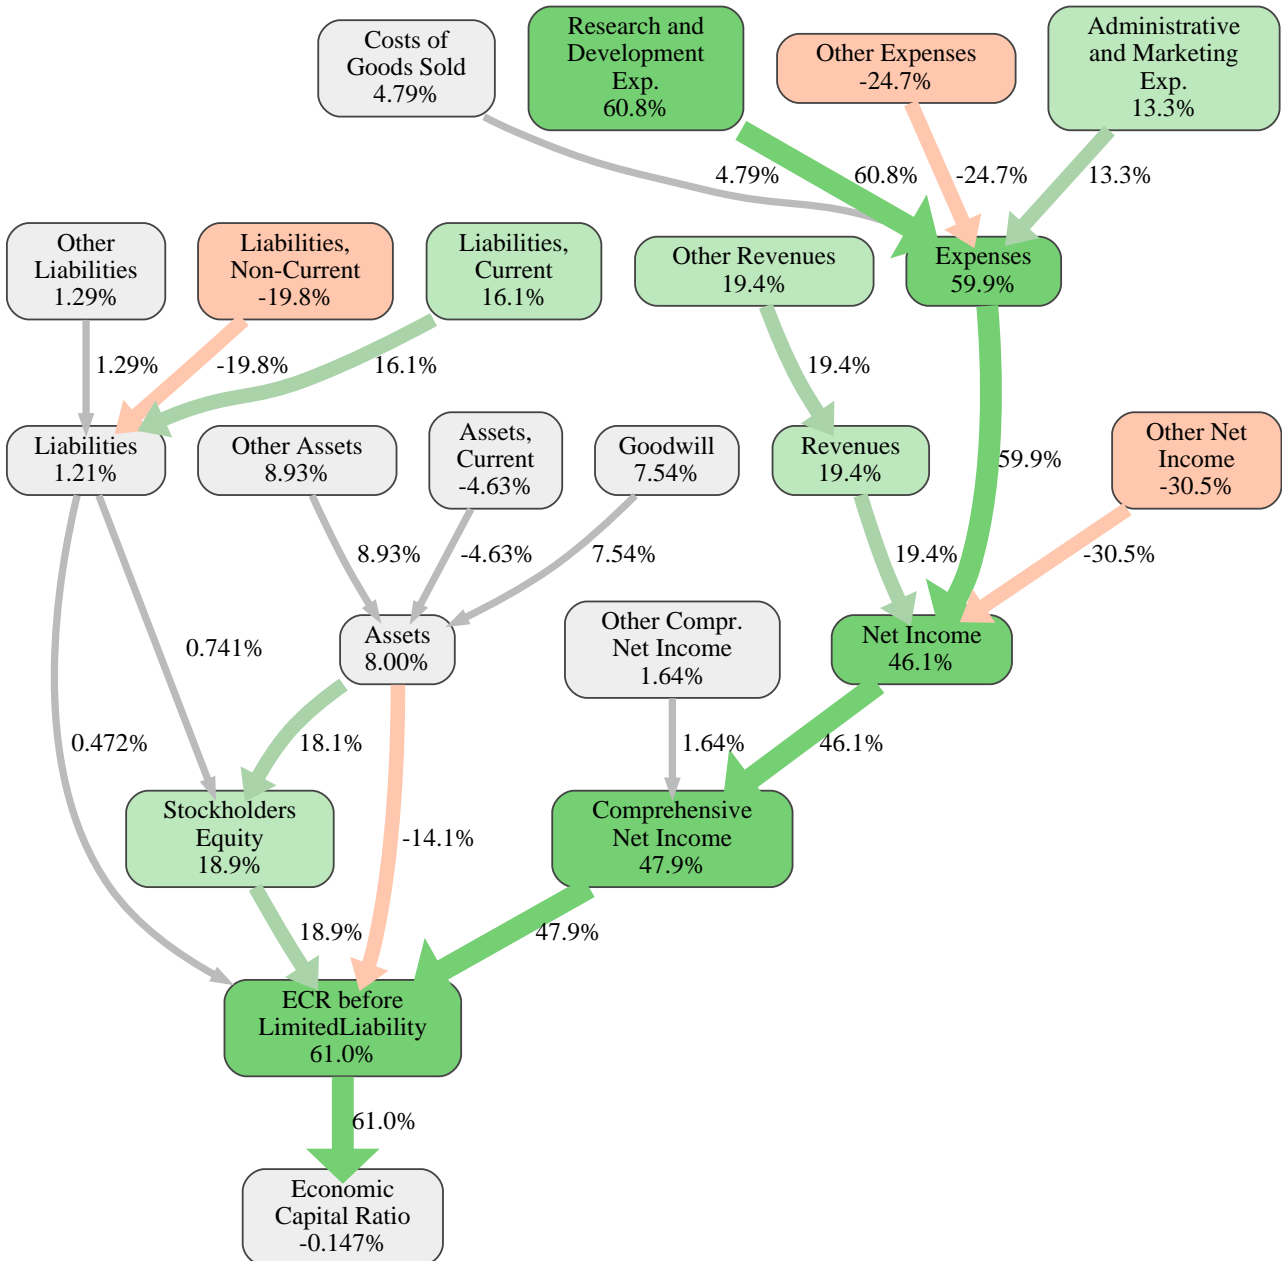 Costs of
Goods Sold
4.79%
Research and
Development
Exp.
60.8%
Other Expenses
-24.7%
Administrative
and Marketing
Exp.
13.3%
4.79%
60.8%
-24.7%
13.3%
Other
Liabilities
1.29%
Liabilities,
Non-Current
-19.8%
Liabilities,
Current
16.1%
Other Revenues
19.4%
Expenses
59.9%
1.29%
-19.8%
16.1%
19.4%
59.9%
Liabilities
1.21%
Other Assets
8.93%
Assets,
Current
-4.63%
Goodwill
7.54%
Revenues
19.4%
Other Net
Income
-30.5%
8.93%
-4.63%
7.54%
19.4%
-30.5%
0.741%
Assets
8.00%
Other Compr.
Net Income
1.64%
Net Income
46.1%
0.472%
18.1%
-14.1%
1.64%
46.1%
Stockholders
Equity
18.9%
Comprehensive
Net Income
47.9%
18.9%
47.9%
ECR before
LimitedLiability
61.0%
61.0%
Economic
Capital Ratio
-0.147%